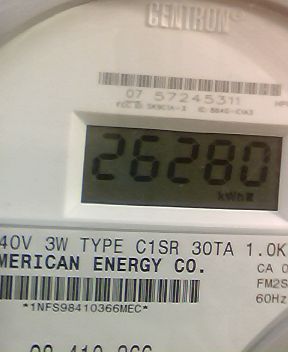 CENTRON®
07 57245311
26280
kWh
40V 3W TYPE C1SR 30TA 1.0K
MERICAN ENERGY CO.
CA 0
FM2S
60Hz
*1NFS98410366MEC*